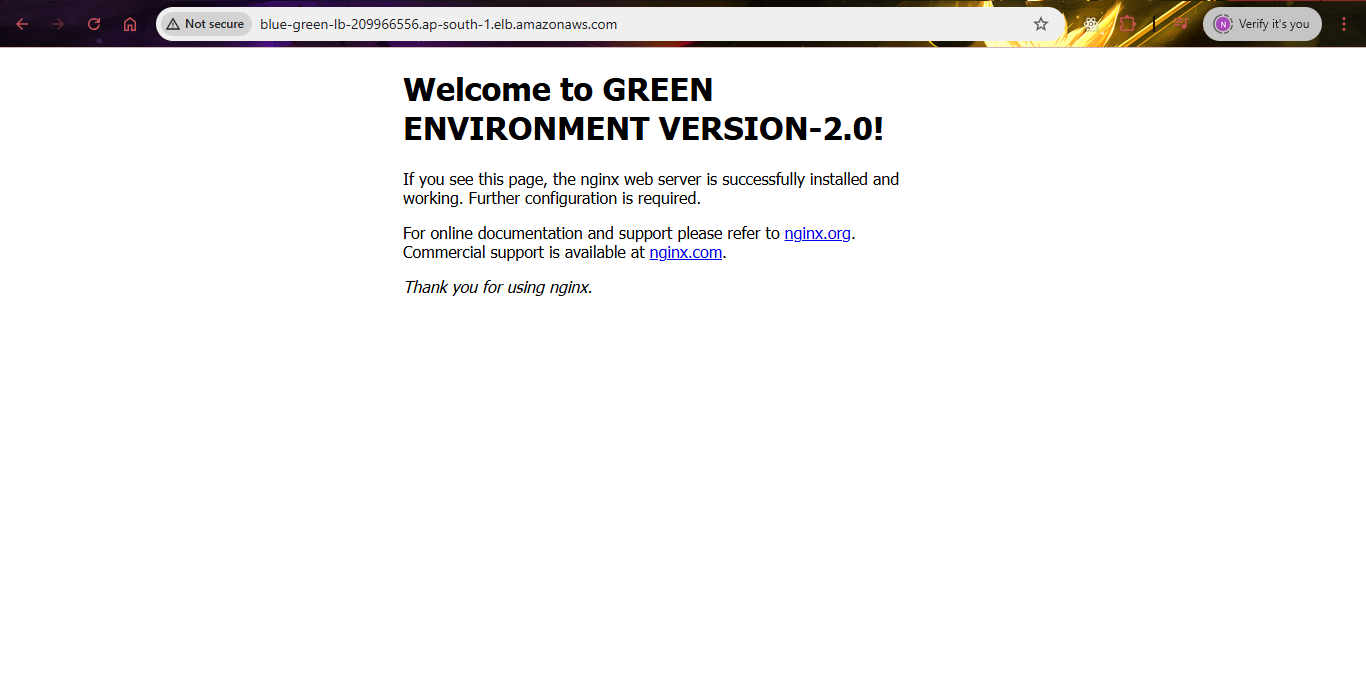 Not secure
blue-green-lb-209966556.ap-south-1.elb.amazonaws.com
N
Verify it's you
Welcome to GREEN
ENVIRONMENT VERSION-2.0!
If you see this page, the nginx web server is successfully installed and
working. Further configuration is required.
For online documentation and support please refer to nginx.org.
Commercial support is available at nginx.com.
Thank you for using nginx.